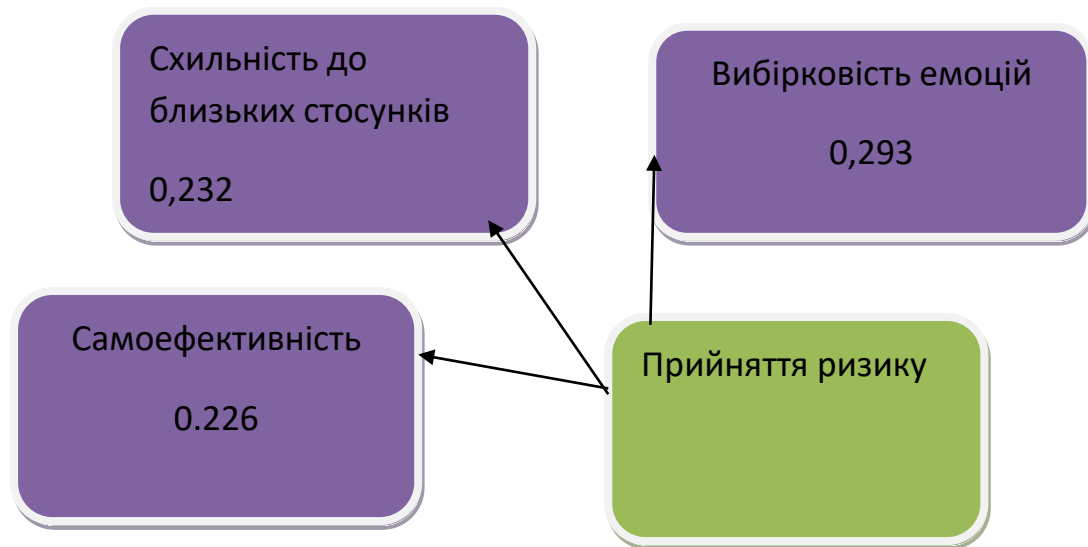 Схильність до
близьких стосунків
0,232
Вибірковість емоцій
0,293
Самоефективність
0.226
Прийняття ризику